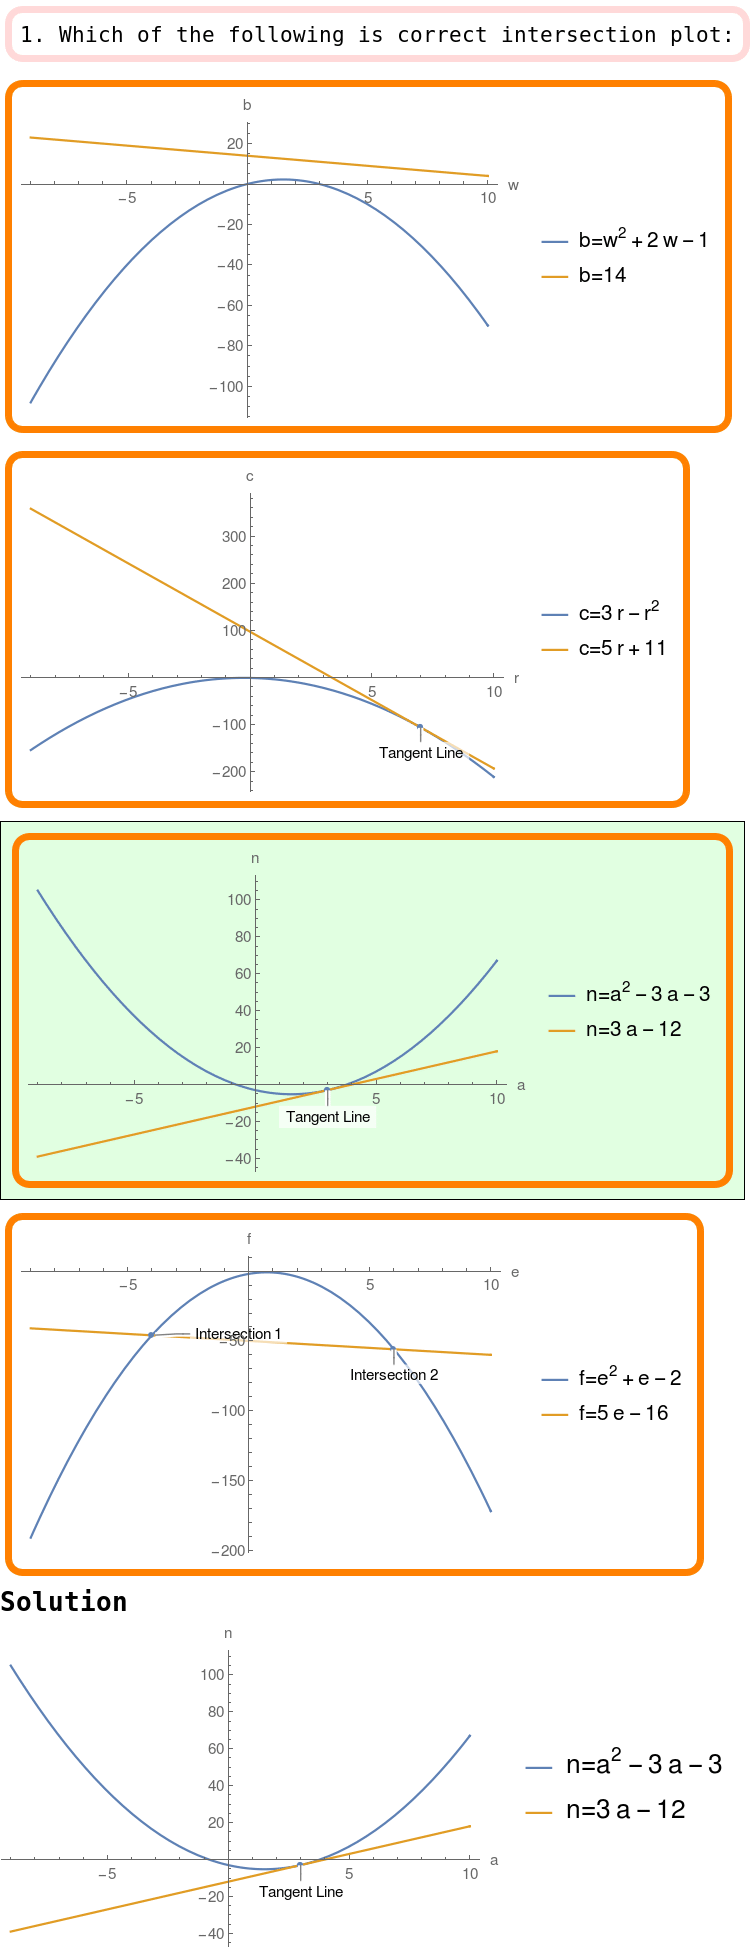 1. Which of the following is correct intersection plot:
b
20
w
−5 5 10
−20
−40
−60
−80
−100
b=w² + 2 w − 1
b=14
c
300
200
100
r
−5 5 10
−100
−200
Tangent Line
c=3 r − r²
c=5 r + 11
n
100
80
60
40
20
a
−5 5 10
−20
−40
Tangent Line
n=a² − 3 a − 3
n=3 a − 12
f
e
−5 5 10
Intersection 1
−50
Intersection 2
−100
−150
−200
f=e² + e − 2
f=5 e − 16
Solution
n
100
80
60
40
20
a
−5 5 10
−20
−40
Tangent Line
n=a² − 3 a − 3
n=3 a − 12